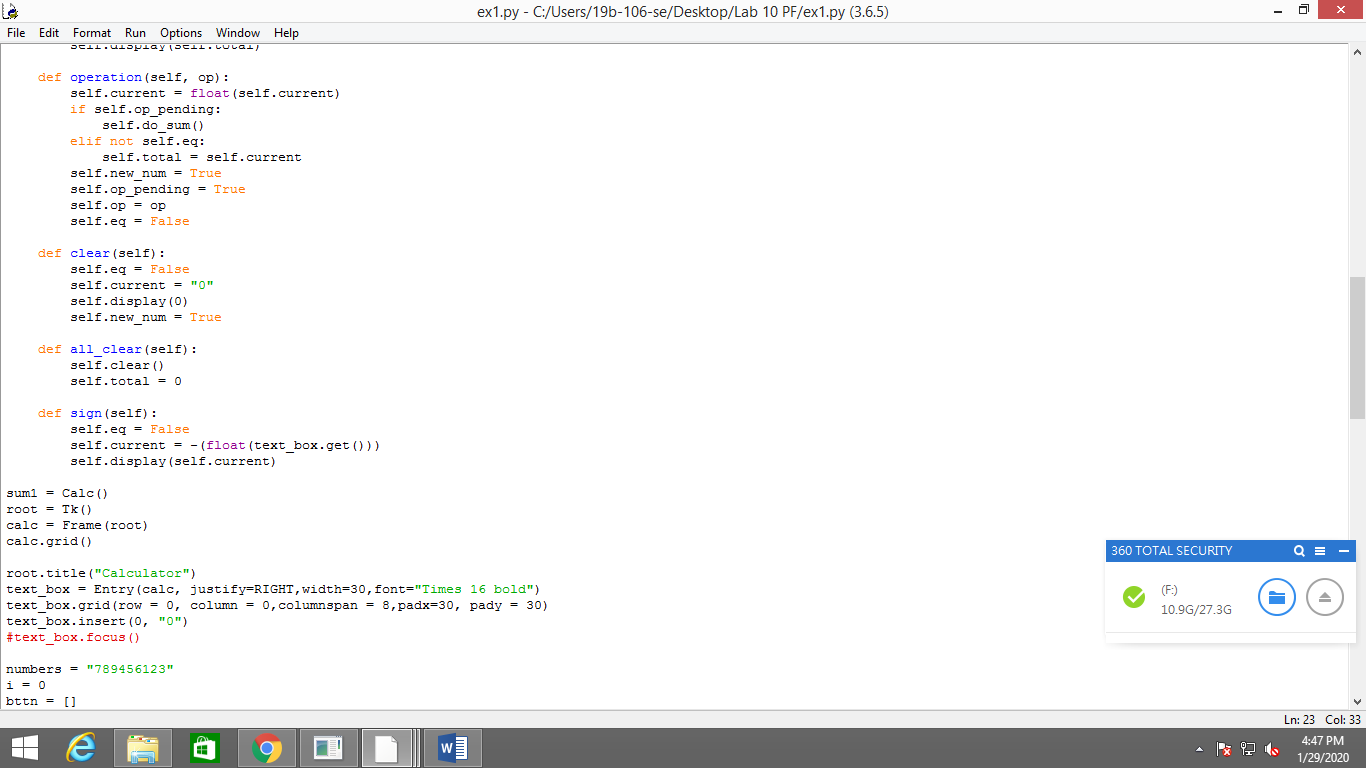 ex1.py - C:/Users/19b-106-se/Desktop/Lab 10 PF/ex1.py (3.6.5)
File Edit Format Run Options Window Help
        self.display(self.total)
    def operation(self, op):
        self.current = float(self.current)
        if self.op_pending:
            self.do_sum()
        elif not self.eq:
            self.total = self.current
        self.new_num = True
        self.op_pending = True
        self.op = op
        self.eq = False
    def clear(self):
        self.eq = False
        self.current = "0"
        self.display(0)
        self.new_num = True
    def all_clear(self):
        self.clear()
        self.total = 0
    def sign(self):
        self.eq = False
        self.current = -(float(text_box.get()))
        self.display(self.current)
sum1 = Calc()
root = Tk()
calc = Frame(root)
calc.grid()
root.title("Calculator")
text_box = Entry(calc, justify=RIGHT,width=30,font="Times 16 bold")
text_box.grid(row = 0, column = 0,columnspan = 8,padx=30, pady = 30)
text_box.insert(0, "0")
#text_box.focus()
numbers = "789456123"
i = 0
bttn = []
360 TOTAL SECURITY
(F:)
10.9G/27.3G
Ln: 23 Col: 33
4:47 PM
1/29/2020